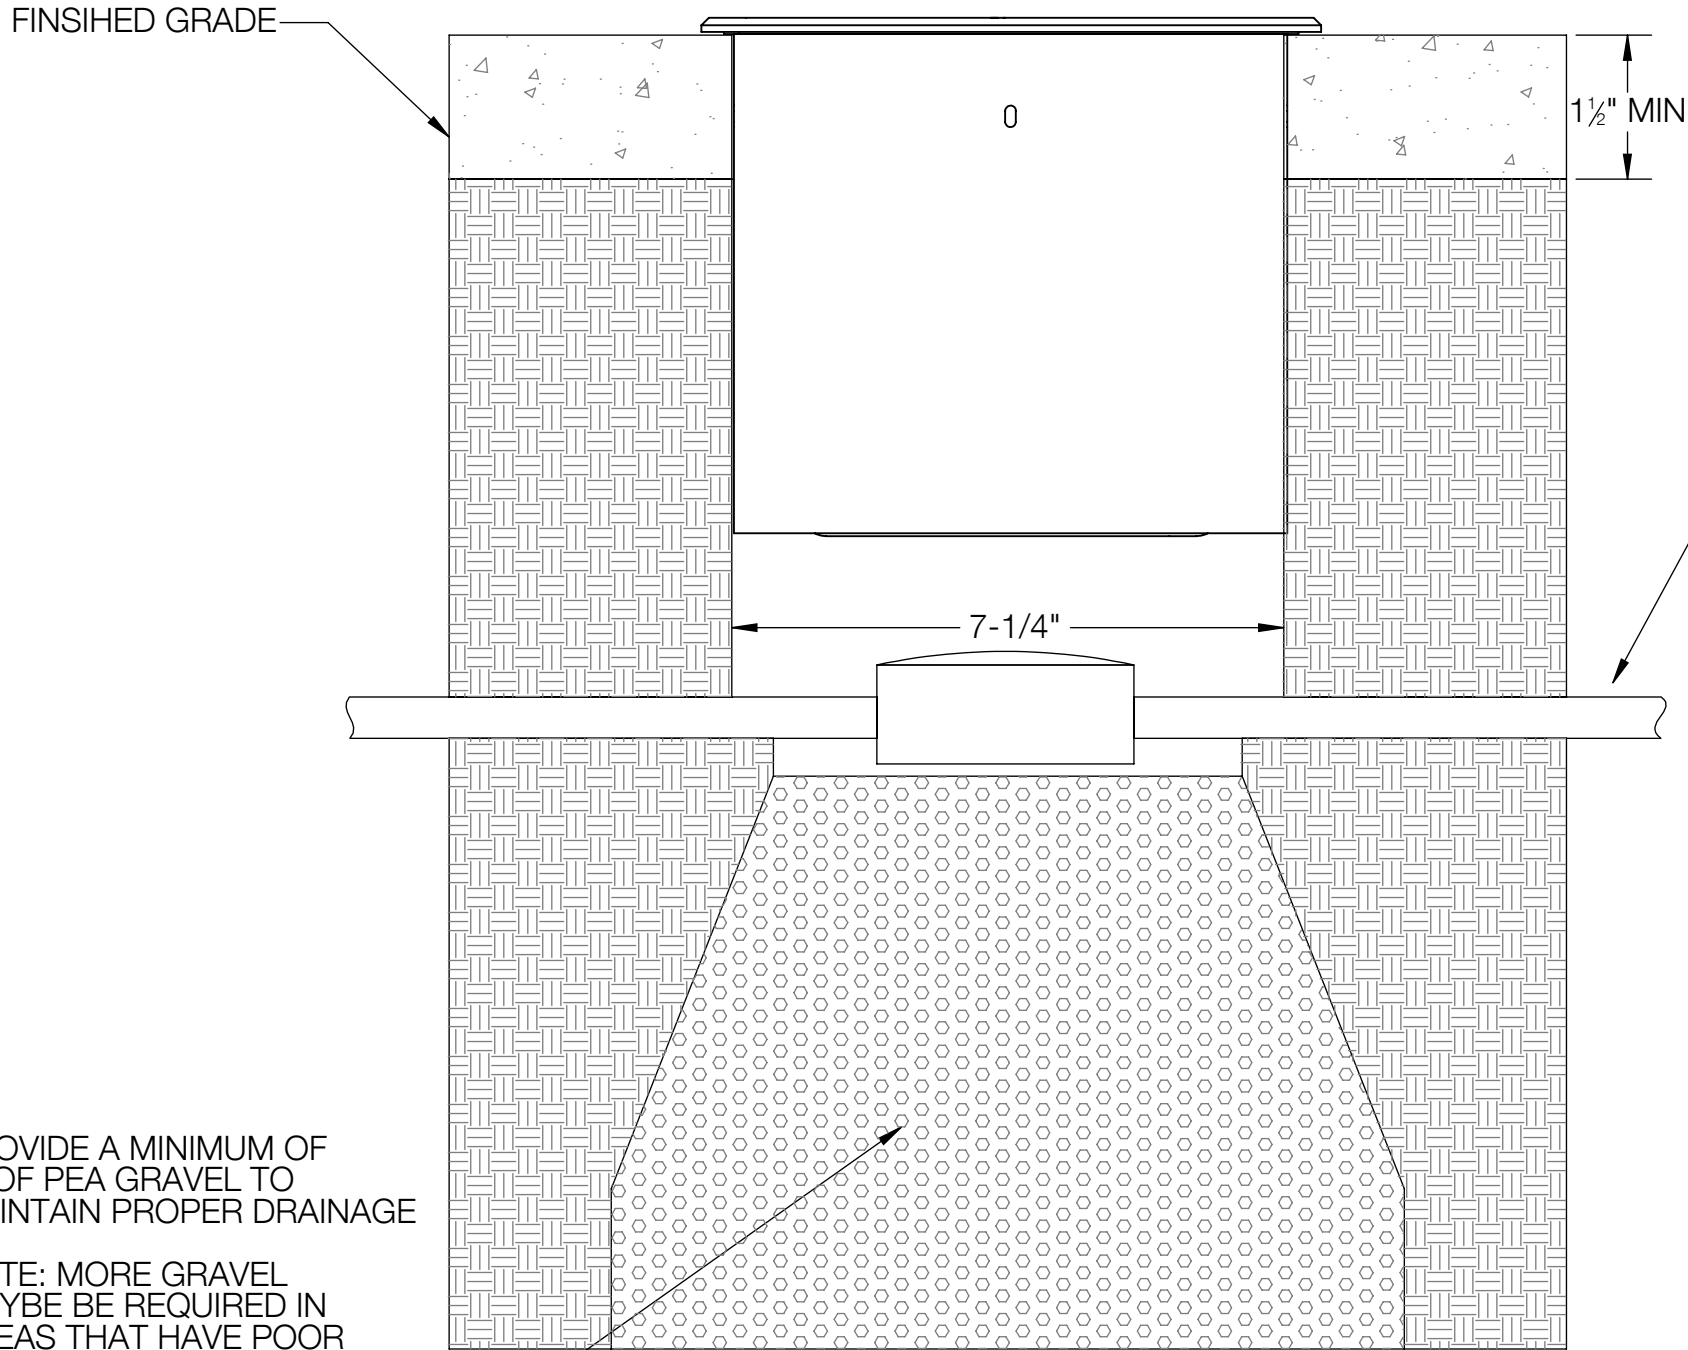 FINSIHED GRADE
1½" MIN
7-1/4"
OVIDE A MINIMUM OF
OF PEA GRAVEL TO
INTAIN PROPER DRAINAGE
TE: MORE GRAVEL
YBE BE REQUIRED IN
EAS THAT HAVE POOR